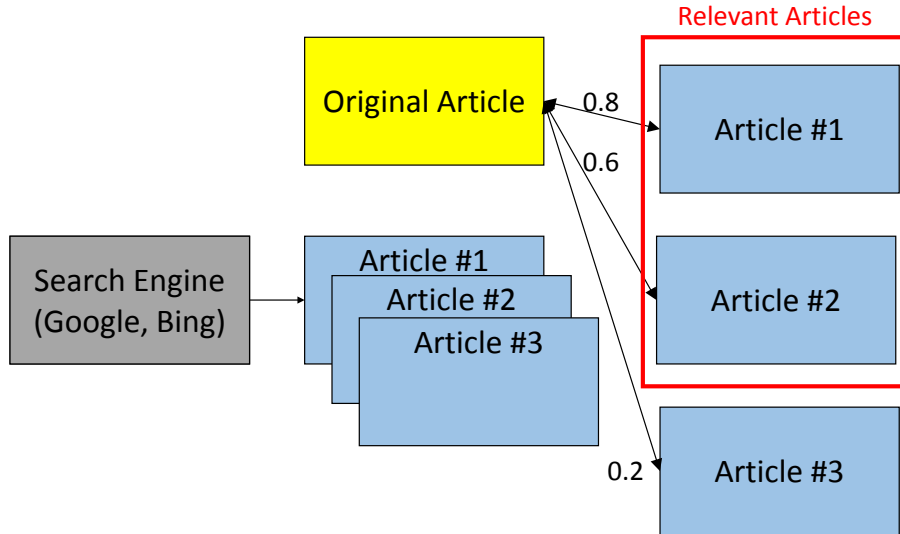 Relevant Articles
Original Article
0.8
Article #1
0.6
Search Engine
(Google, Bing)
Article #1
Article #2
Article #3
Article #2
0.2
Article #3